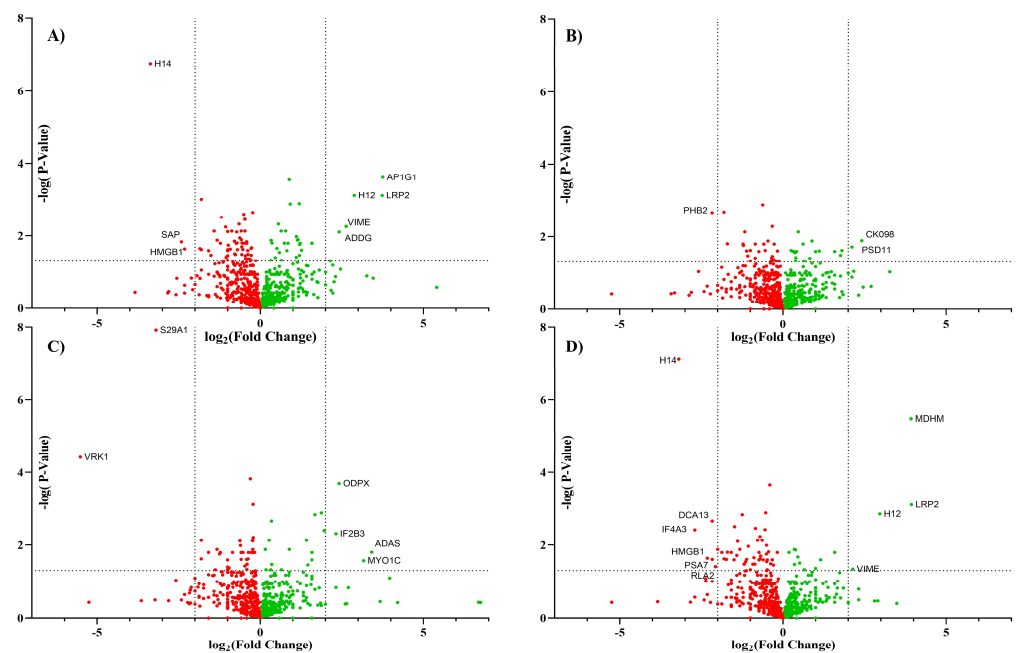 A)
8
6
4
2
0
-5
0
5
-log( P-Value)
log2(Fold Change)
H14
AP1G1
H12
LRP2
VIME
ADDG
SAP
HMGB1
B)
8
6
4
2
0
-5
0
5
-log( P-Value)
log2(Fold Change)
PHB2
CK098
PSD11
C)
8
6
4
2
0
-5
0
5
-log( P-Value)
log2(Fold Change)
S29A1
VRK1
ODPX
IF2B3
ADAS
MYO1C
D)
8
6
4
2
0
-5
0
5
-log( P-Value)
log2(Fold Change)
H14
MDHM
LRP2
H12
DCA13
IF4A3
HMGB1
PSA7
RLA2
VIME